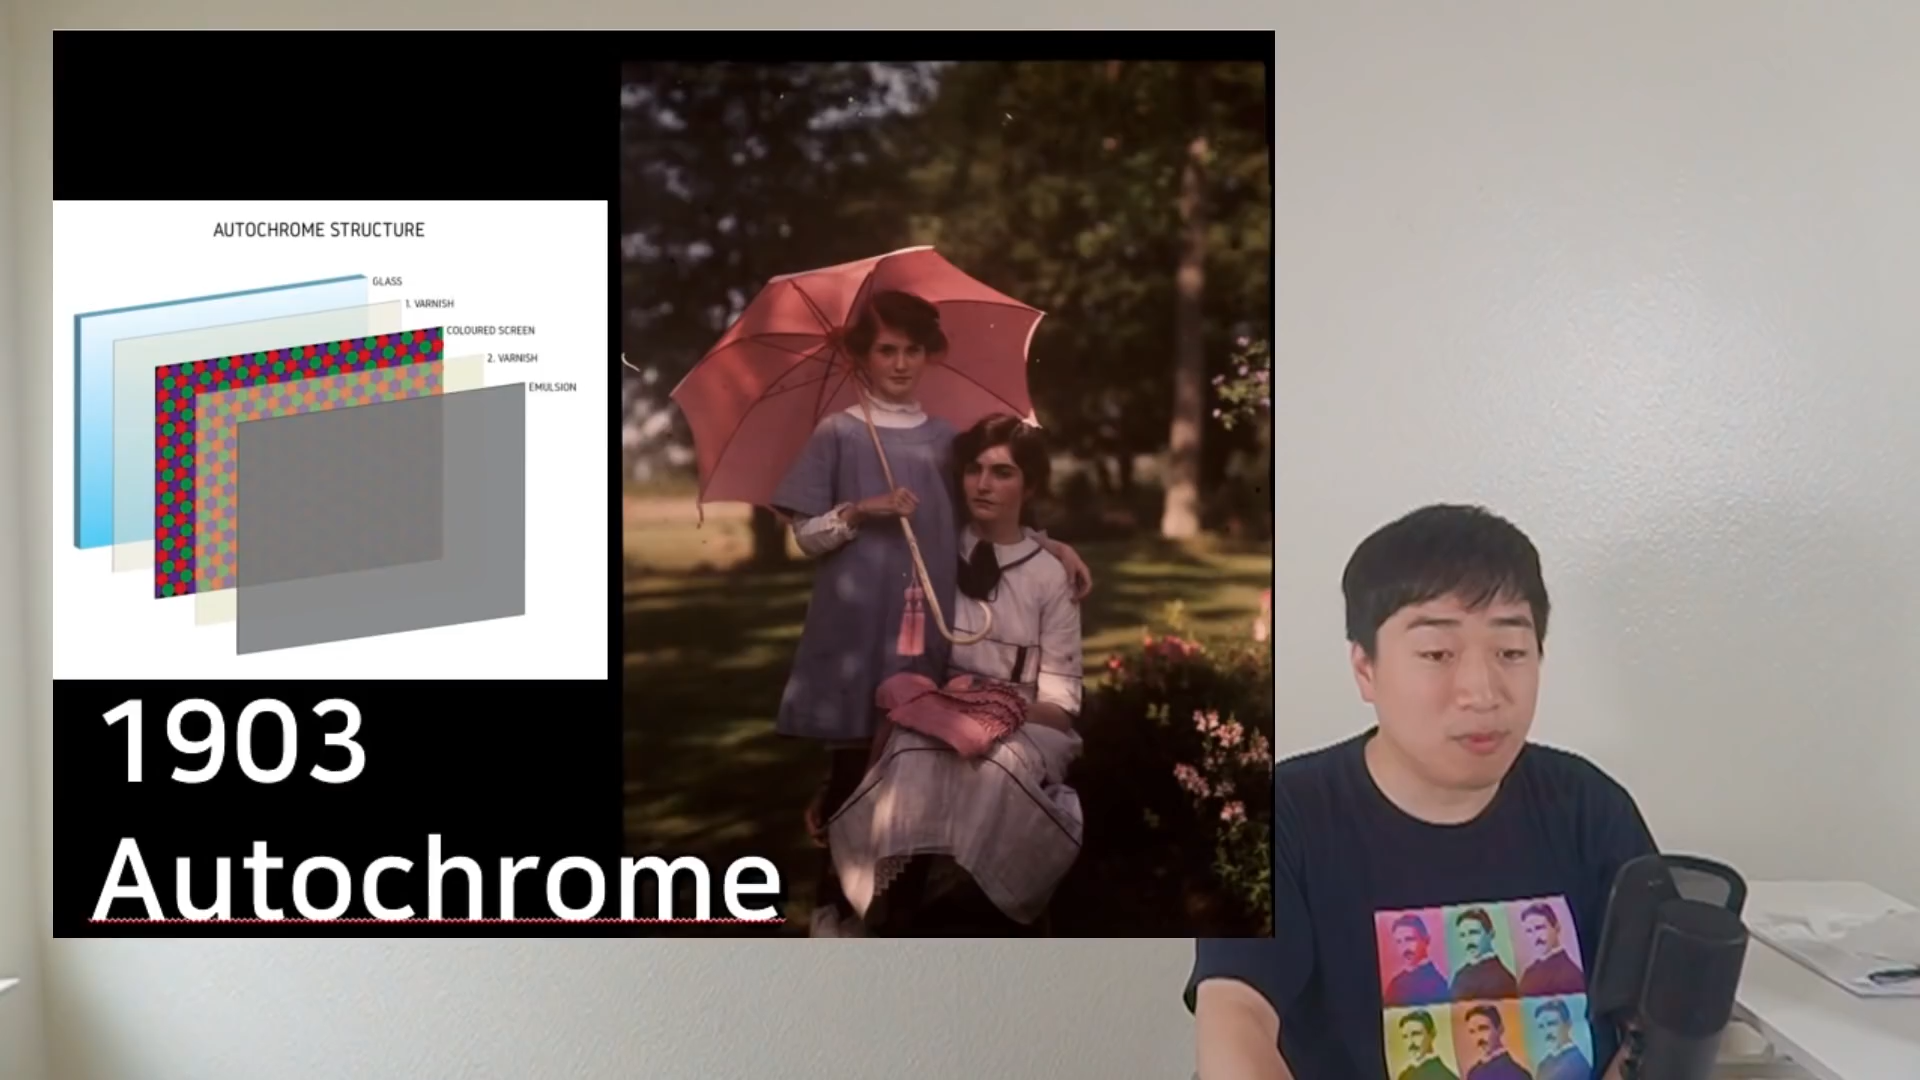 AUTOCHROME STRUCTURE
GLASS
1. VARNISH
COLOURED SCREEN
2. VARNISH
EMULSION
1903
Autochrome